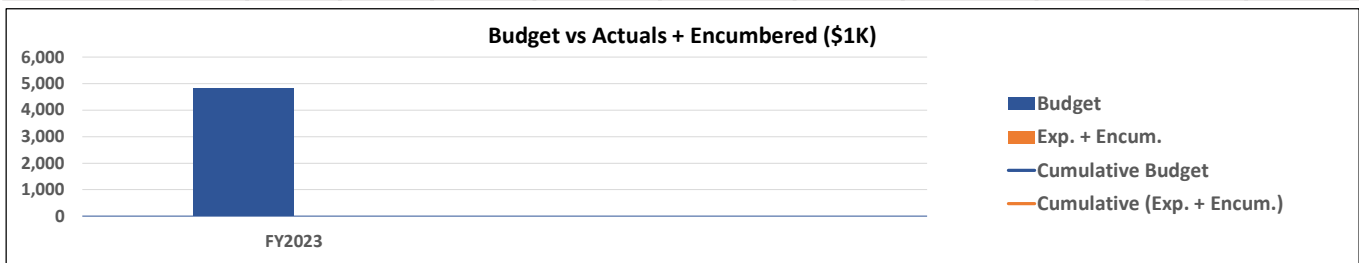 Budget vs Actuals + Encumbered ($1K)
6,000
5,000
4,000
3,000
2,000
1,000
0
FY2023
Budget
Exp. + Encum.
Cumulative Budget
Cumulative (Exp. + Encum.)